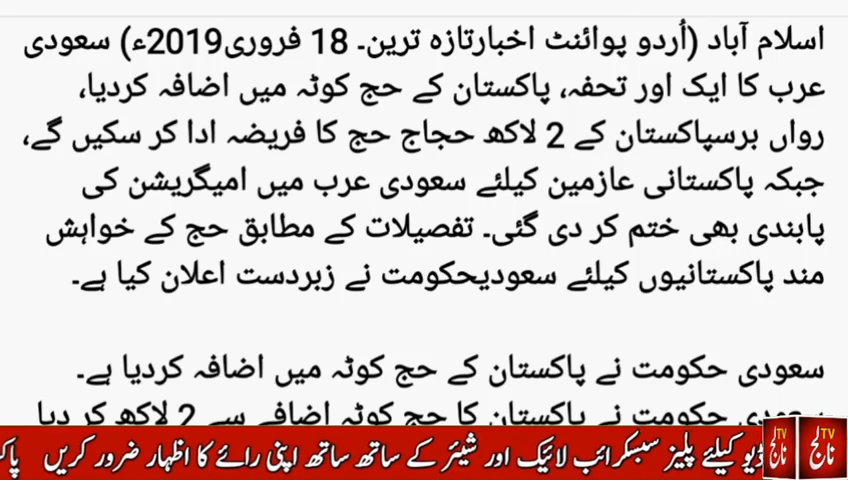 اسلام آباد (اُردو پوائنٹ اخبارتازہ ترین۔ 18 فروری2019ء) سعودی
عرب کا ایک اور تحفہ، پاکستان کے حج کوٹہ میں اضافہ کردیا،
رواں برسپاکستان کے 2 لاکھ حجاج حج کا فریضہ ادا کر سکیں گے،
جبکہ پاکستانی عازمین کیلئے سعودی عرب میں امیگریشن کی
پابندی بھی ختم کر دی گئی۔ تفصیلات کے مطابق حج کے خواہش
مند پاکستانیوں کیلئے سعودیحکومت نے زبردست اعلان کیا ہے۔
سعودی حکومت نے پاکستان کے حج کوٹہ میں اضافہ کردیا ہے۔
سعودی حکومت نے پاکستان کا حج کوٹہ اضافے سے 2 لاکھ کر دیا
کیلئے پلیز سبسکرائب لائیک اور شیئر کے ساتھ ساتھ اپنی رائے کا اظہار ضرور کریں
TV
TV